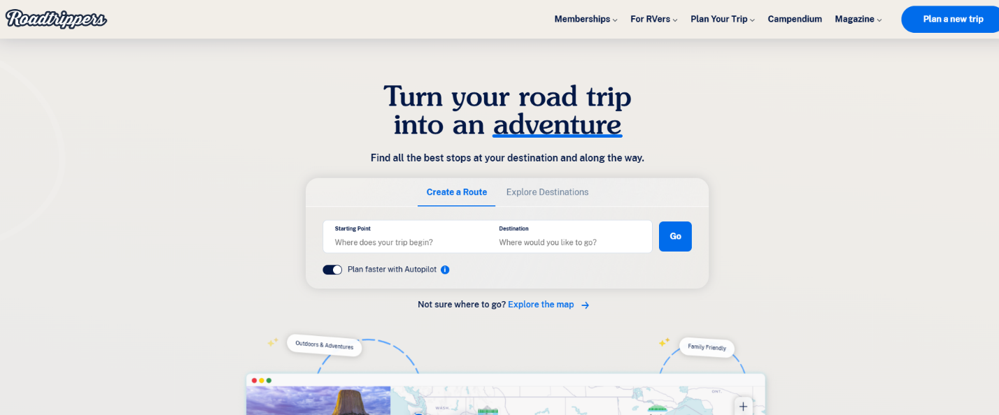 Roadtrippers Memberships For RVers Plan Your Trip Campendium Magazine Plan a new trip
Turn your road trip
into an adventure
Find all the best stops at your destination and along the way.
Create a Route Explore Destinations
Starting Point Destination
Where does your trip begin? Where would you like to go?
Go
Plan faster with Autopilot i
Not sure where to go? Explore the map
Outdoors & Adventures Family Friendly
ONT.
WASH.